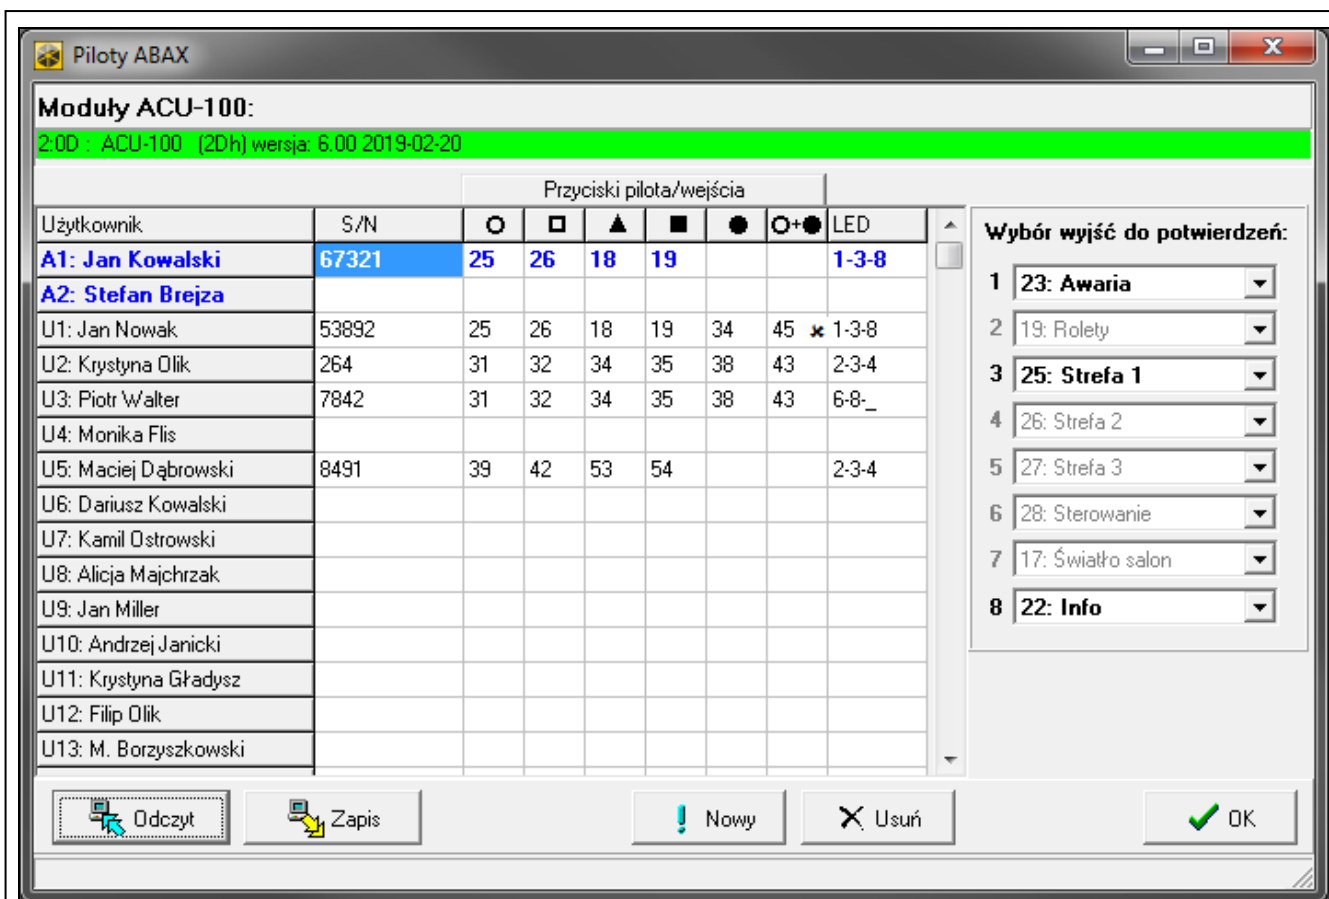 Piloty ABAX
Moduły ACU-100:
2:0D : ACU-100 (2Dh) wersja: 6.00 2019-02-20
Przyciski pilota/wejścia
Użytkownik S/N + LED
A1: Jan Kowalski 67321 25 26 18 19 1-3-8
A2: Stefan Brejza
U1: Jan Nowak 53892 25 26 18 19 34 45 1-3-8
U2: Krystyna Olik 264 31 32 34 35 38 43 2-3-4
U3: Piotr Walter 7842 31 32 34 35 38 43 6-8-_
U4: Monika Flis
U5: Maciej Dąbrowski 8491 39 42 53 54 2-3-4
U6: Dariusz Kowalski
U7: Kamil Ostrowski
U8: Alicja Majchrzak
U9: Jan Miller
U10: Andrzej Janicki
U11: Krystyna Gładysz
U12: Filip Olik
U13: M. Borzyszkowski
Wybór wyjść do potwierdzeń:
1 23: Awaria
2 19: Rolety
3 25: Strefa 1
4 26: Strefa 2
5 27: Strefa 3
6 28: Sterowanie
7 17: Światło salon
8 22: Info
Odczyt Zapis Nowy Usuń OK